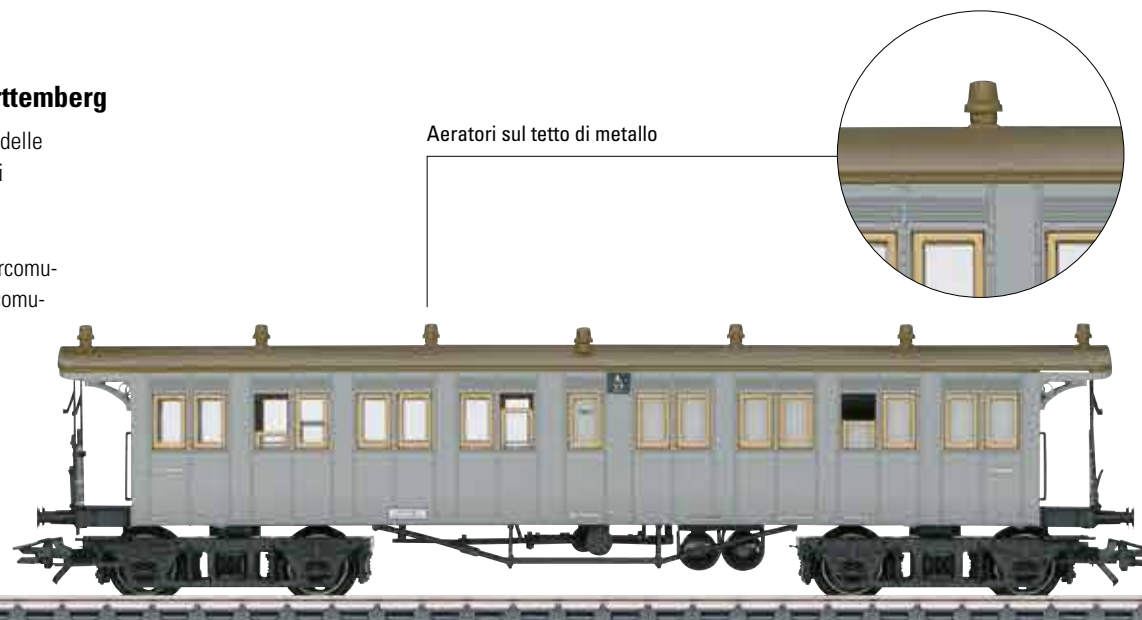 rttemberg
delle
i
rcomu-
omu-
Aeratori sul tetto di metallo